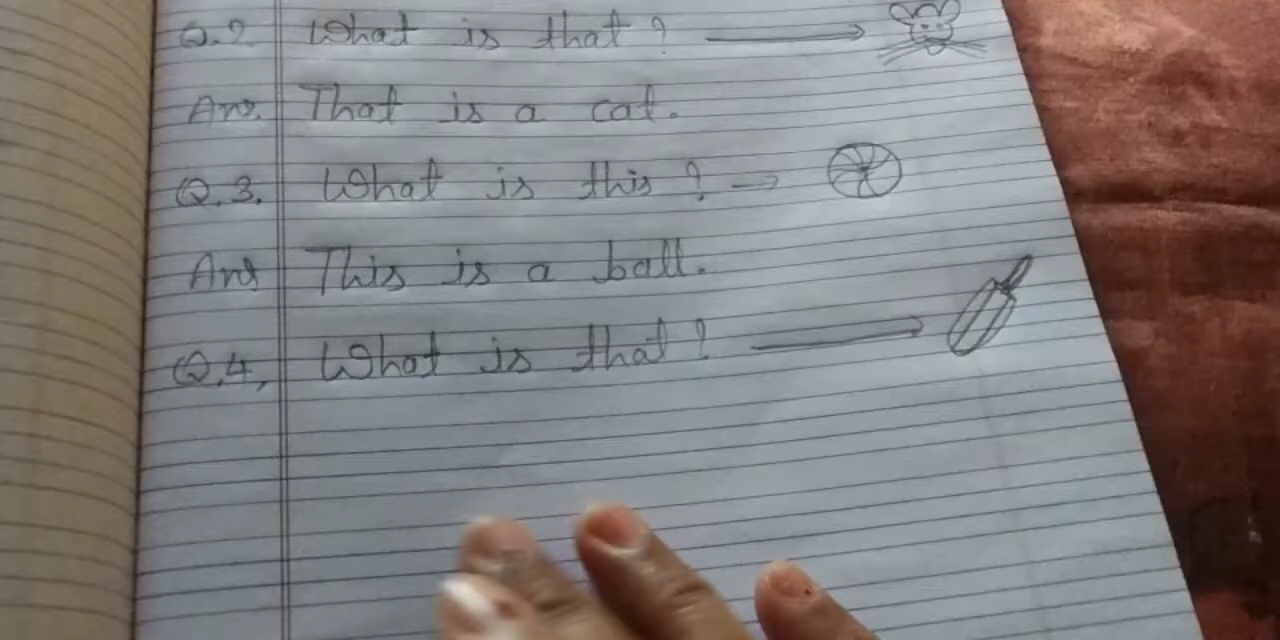 Q.2. What is that ?
Ans. That is a cat.
Q.3. What is this ?
Ans This is a ball.
Q.4. What is that ?